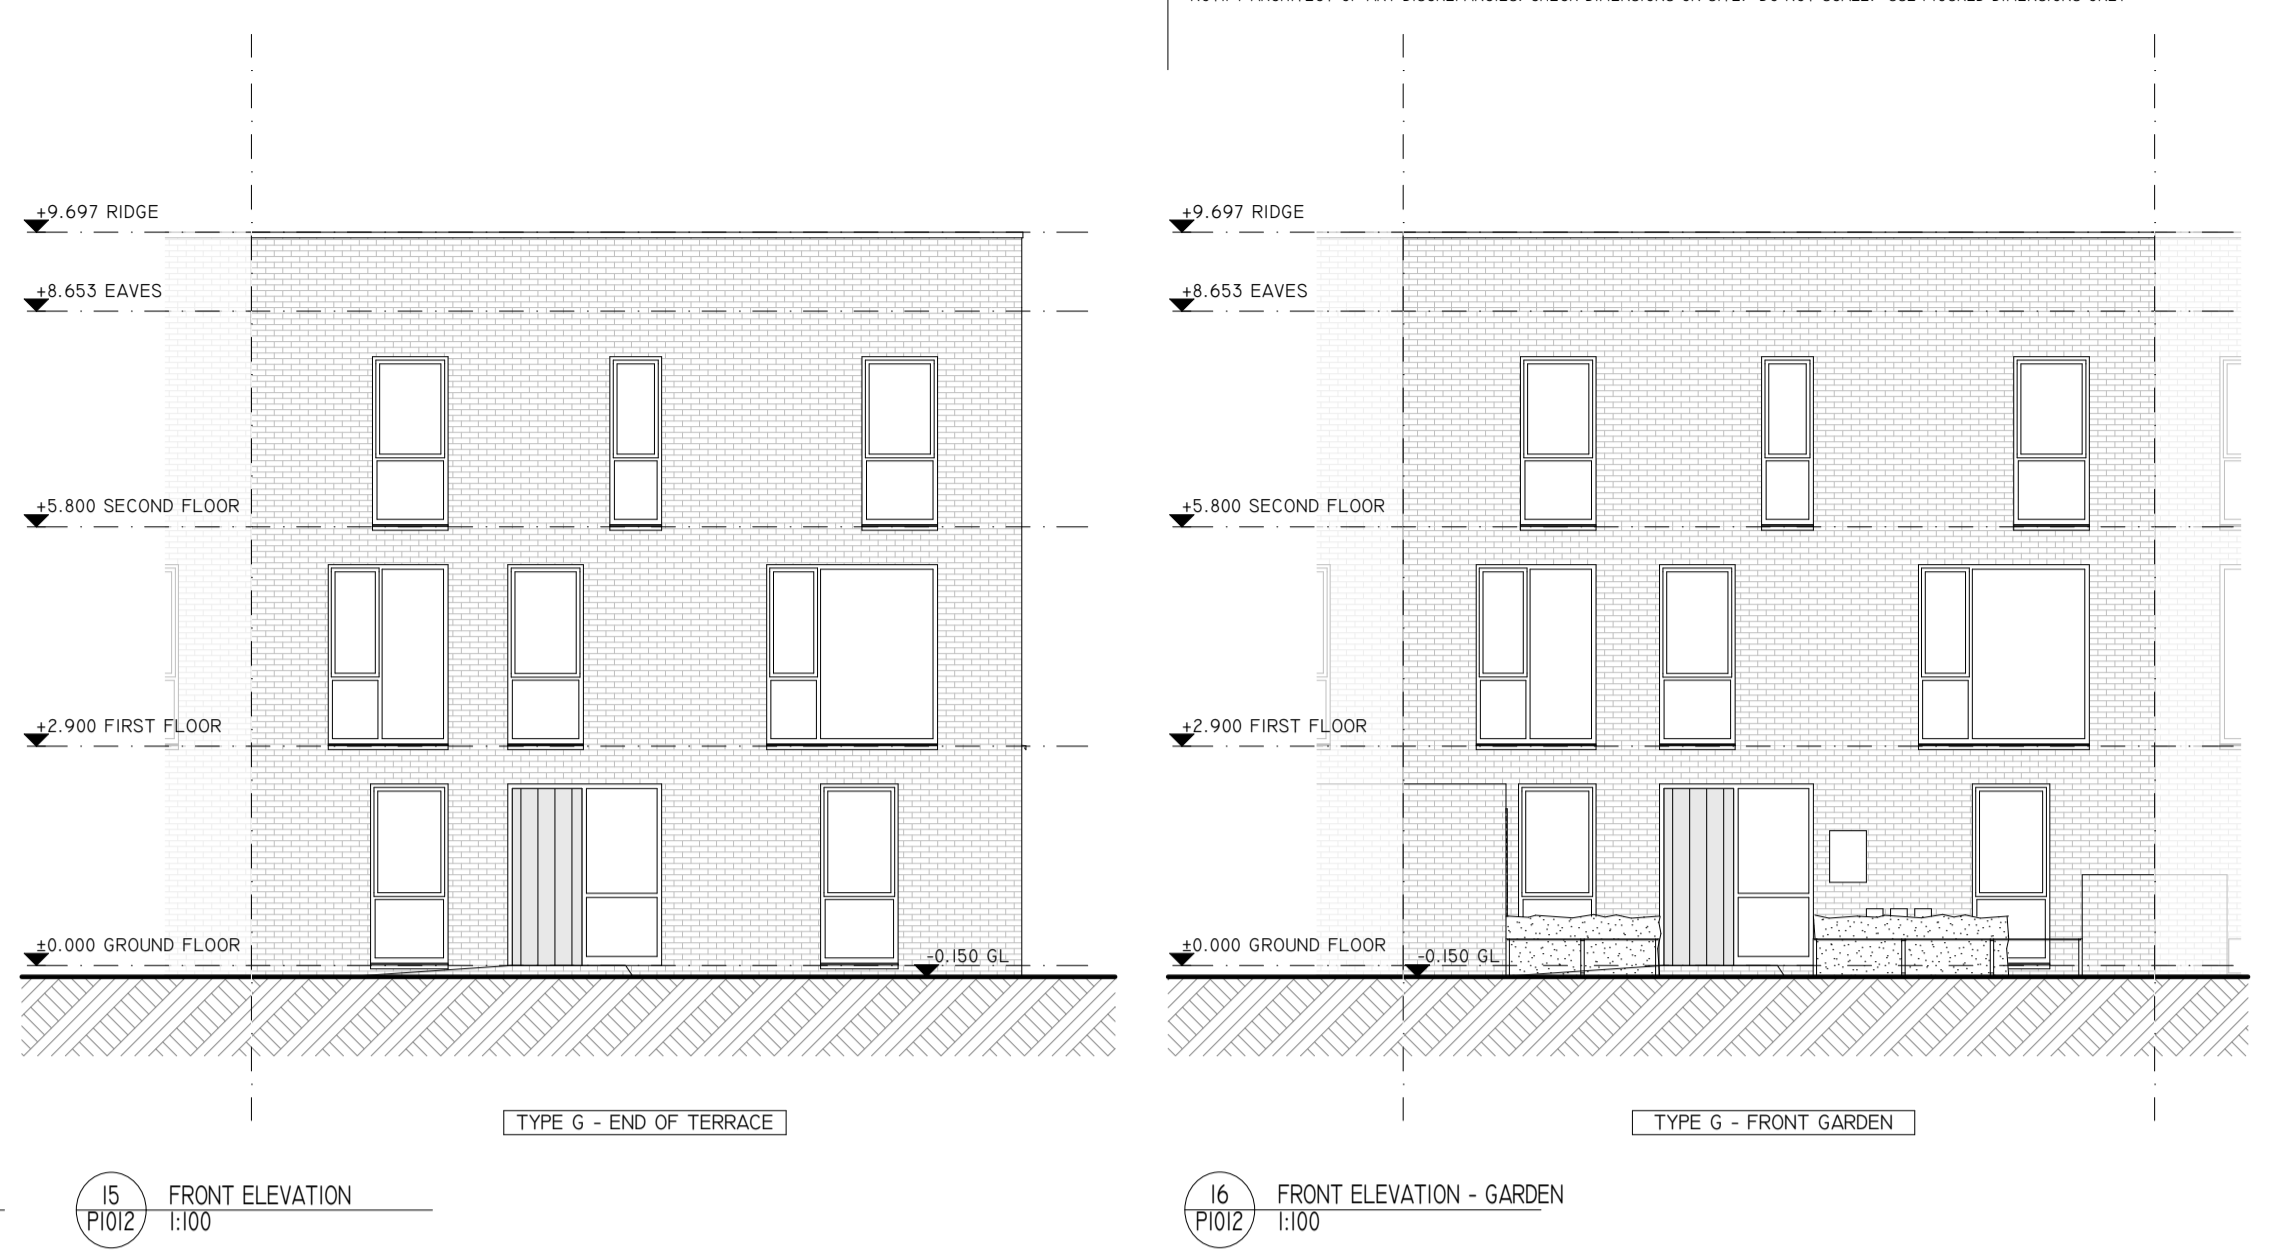 +9.697 RIDGE
+8.653 EAVES
+5.800 SECOND FLOOR
+2.900 FIRST FLOOR
±0.000 GROUND FLOOR
-0.150 GL
TYPE G - END OF TERRACE
15
P1012
FRONT ELEVATION
1:100
+9.697 RIDGE
+8.653 EAVES
+5.800 SECOND FLOOR
+2.900 FIRST FLOOR
±0.000 GROUND FLOOR
-0.150 GL
TYPE G - FRONT GARDEN
16
P1012
FRONT ELEVATION - GARDEN
1:100